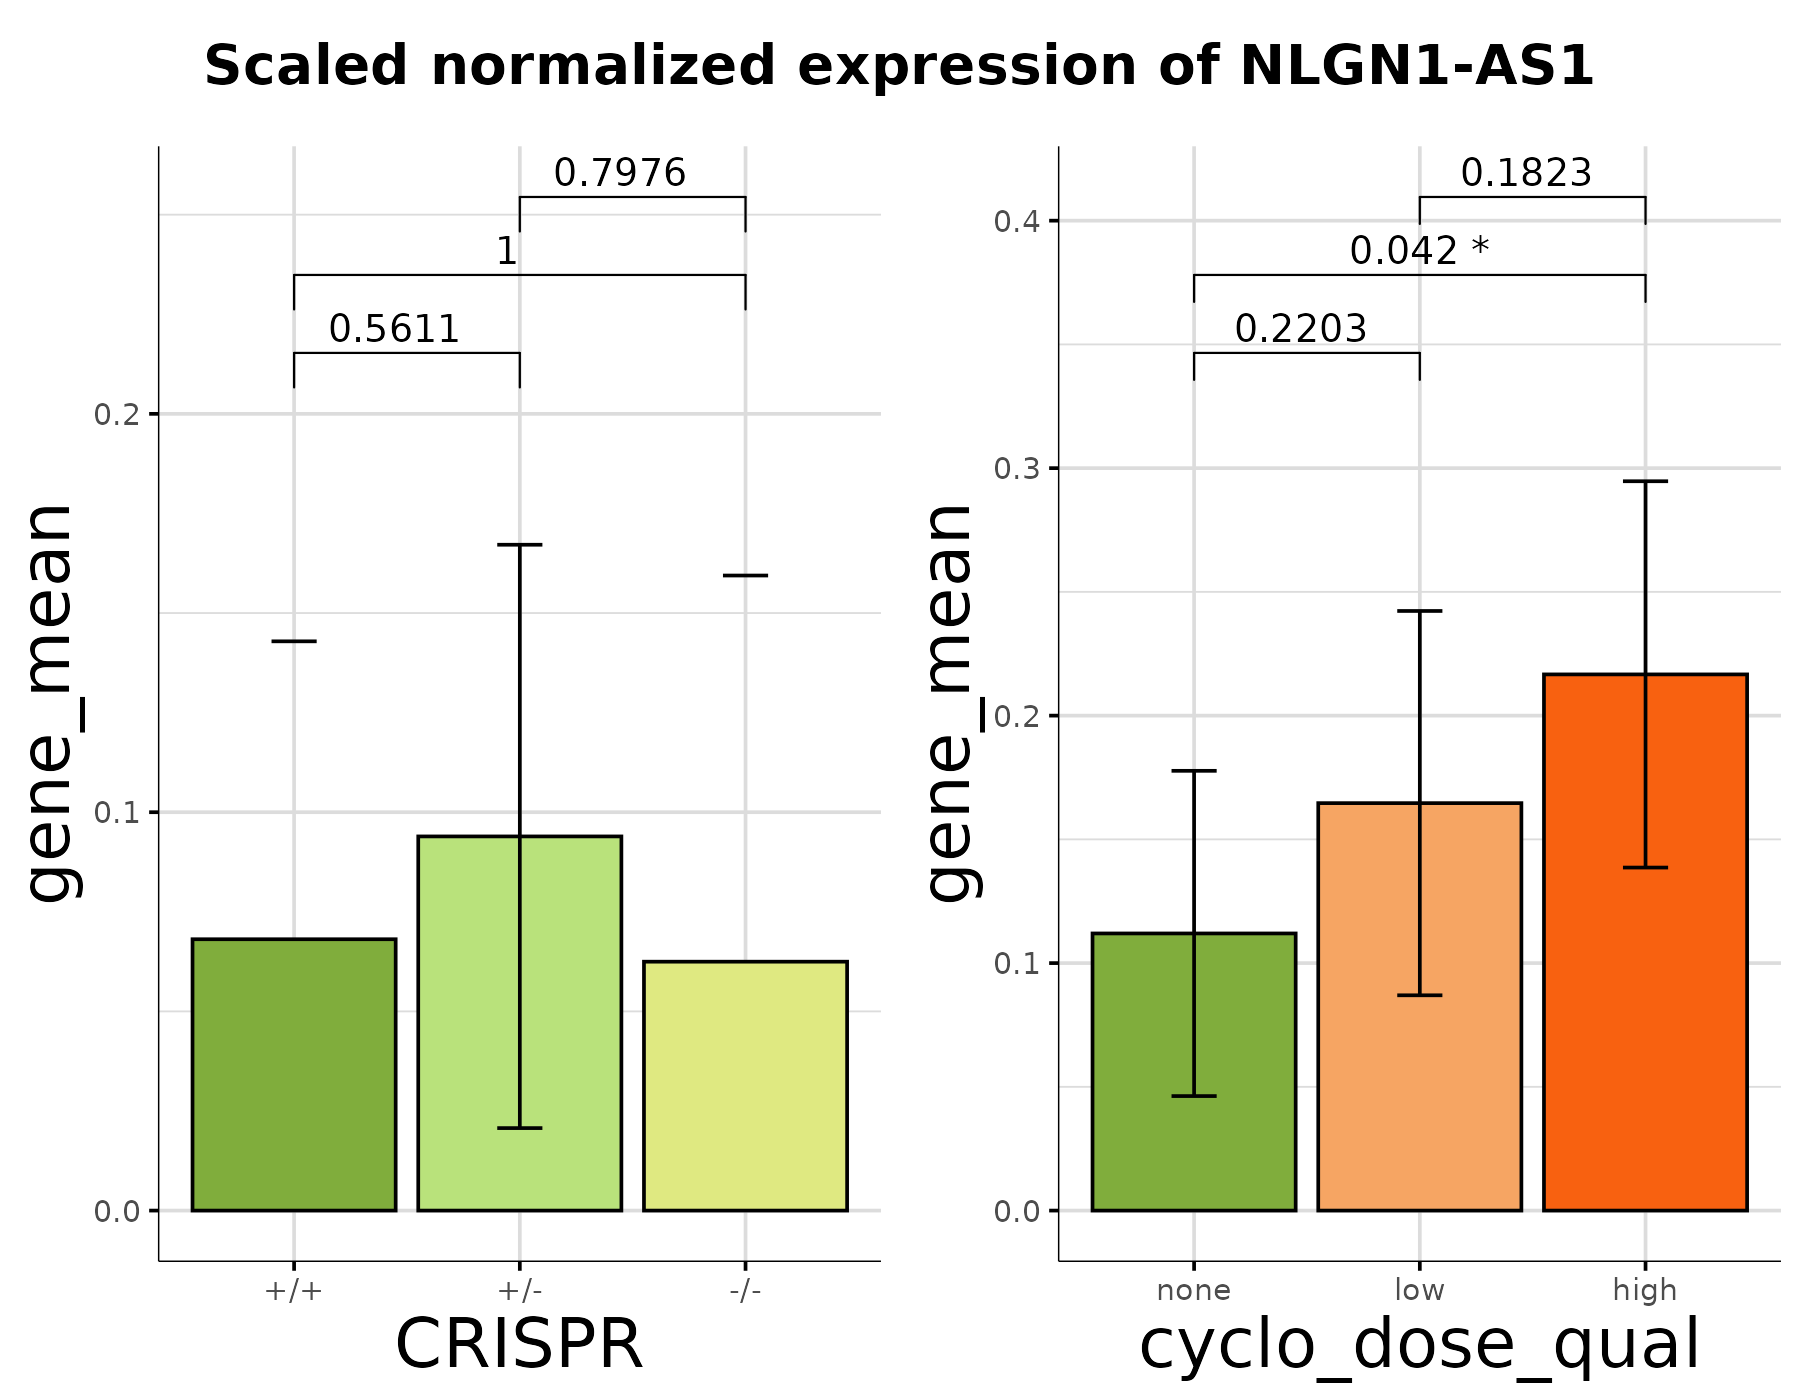 Scaled normalized expression of NLGN1-AS1
gene_mean
0.7976
1
0.5611
0.2
0.1
0.0
+/+ +/- -/-
CRISPR
gene_mean
0.1823
0.042 *
0.2203
0.4
0.3
0.2
0.1
0.0
none low high
cyclo_dose_qual